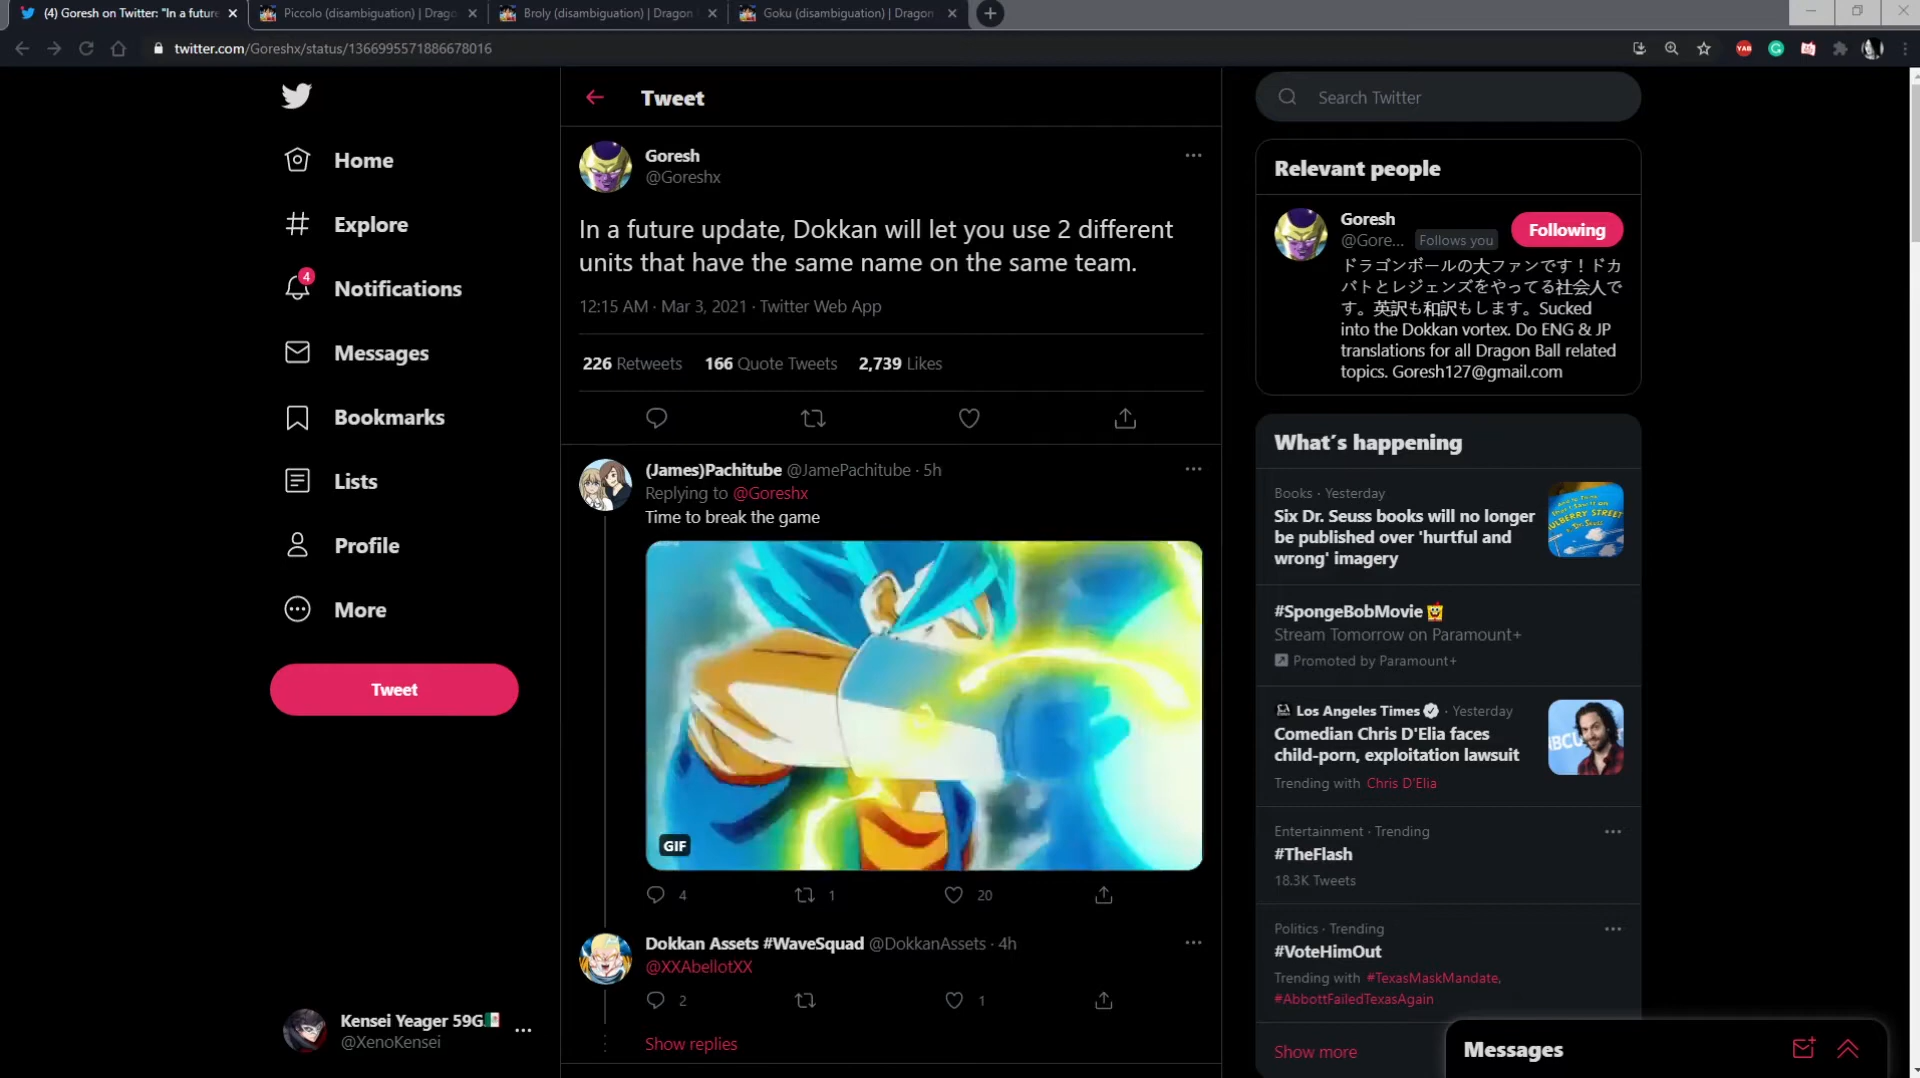 (4) Goresh on Twitter: "In a future
Piccolo (disambiguation) | Drago
Broly (disambiguation) | Dragon
Goku (disambiguation) | Dragon
twitter.com/Goreshx/status/1366995571886678016
Home
Explore
4
Notifications
Messages
Bookmarks
Lists
Profile
More
Tweet
Kensei Yeager 59G
@XenoKensei
Tweet
Goresh
@Goreshx
In a future update, Dokkan will let you use 2 different
units that have the same name on the same team.
12:15 AM · Mar 3, 2021 · Twitter Web App
226 Retweets 166 Quote Tweets 2,739 Likes
(James)Pachitube @JamePachitube · 5h
Replying to @Goreshx
Time to break the game
GIF
4 1 20
Dokkan Assets #WaveSquad @DokkanAssets · 4h
@XXAbellotXX
2 1
Show replies
Search Twitter
Relevant people
Goresh
@Gore... Follows you
Following
ドラゴンボールの大ファンです！ドカ
バトとレジェンズをやってる社会人で
す。英訳も和訳もします。Sucked
into the Dokkan vortex. Do ENG & JP
translations for all Dragon Ball related
topics. Goresh127@gmail.com
What's happening
Books · Yesterday
Six Dr. Seuss books will no longer
be published over 'hurtful and
wrong' imagery
MULBERRY STREET
#SpongeBobMovie
Stream Tomorrow on Paramount+
Promoted by Paramount+
Los Angeles Times · Yesterday
Comedian Chris D'Elia faces
child-porn, exploitation lawsuit
Trending with Chris D'Elia
Entertainment · Trending
#TheFlash
18.3K Tweets
Politics · Trending
#VoteHimOut
Trending with #TexasMaskMandate,
#AbbottFailedTexasAgain
Show more
Messages